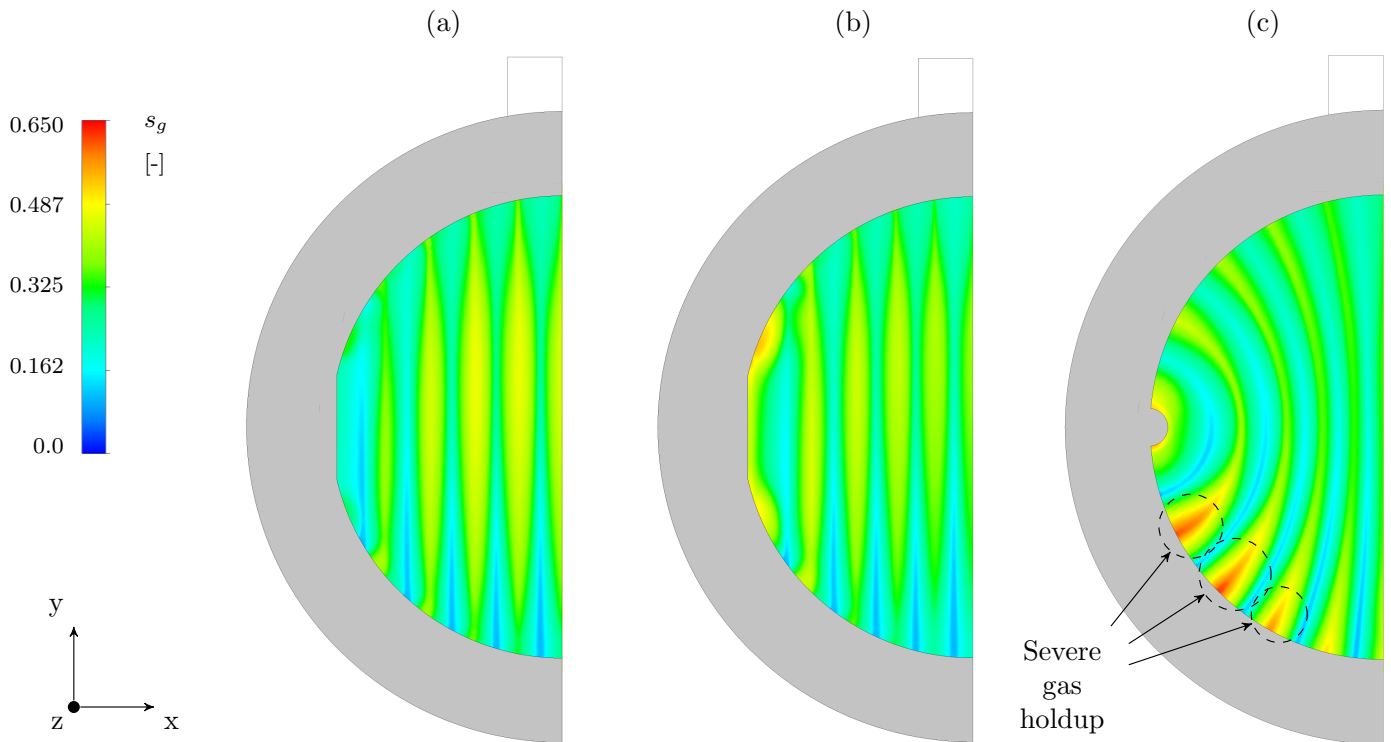 (a)
(b)
(c)
0.650
s_g
[-]
0.487
0.325
0.162
0.0
y
z
x
Severe
gas
holdup